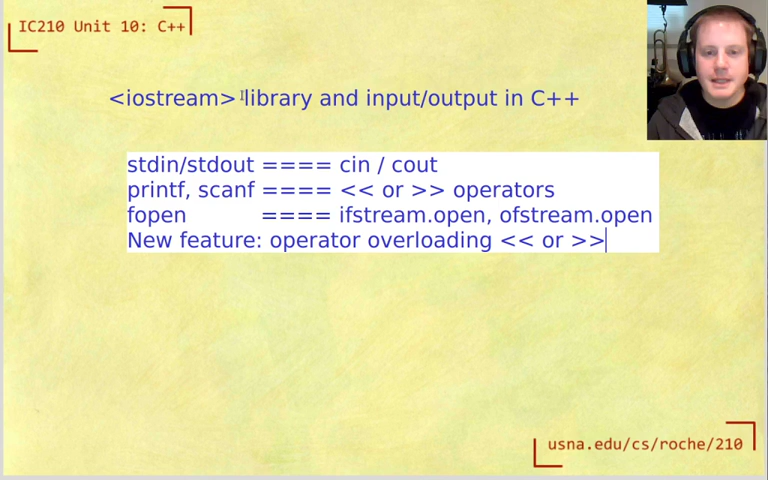 IC210 Unit 10: C++
<iostream> library and input/output in C++
stdin/stdout ==== cin / cout
printf, scanf ==== << or >> operators
fopen ==== ifstream.open, ofstream.open
New feature: operator overloading << or >>
usna.edu/cs/roche/210